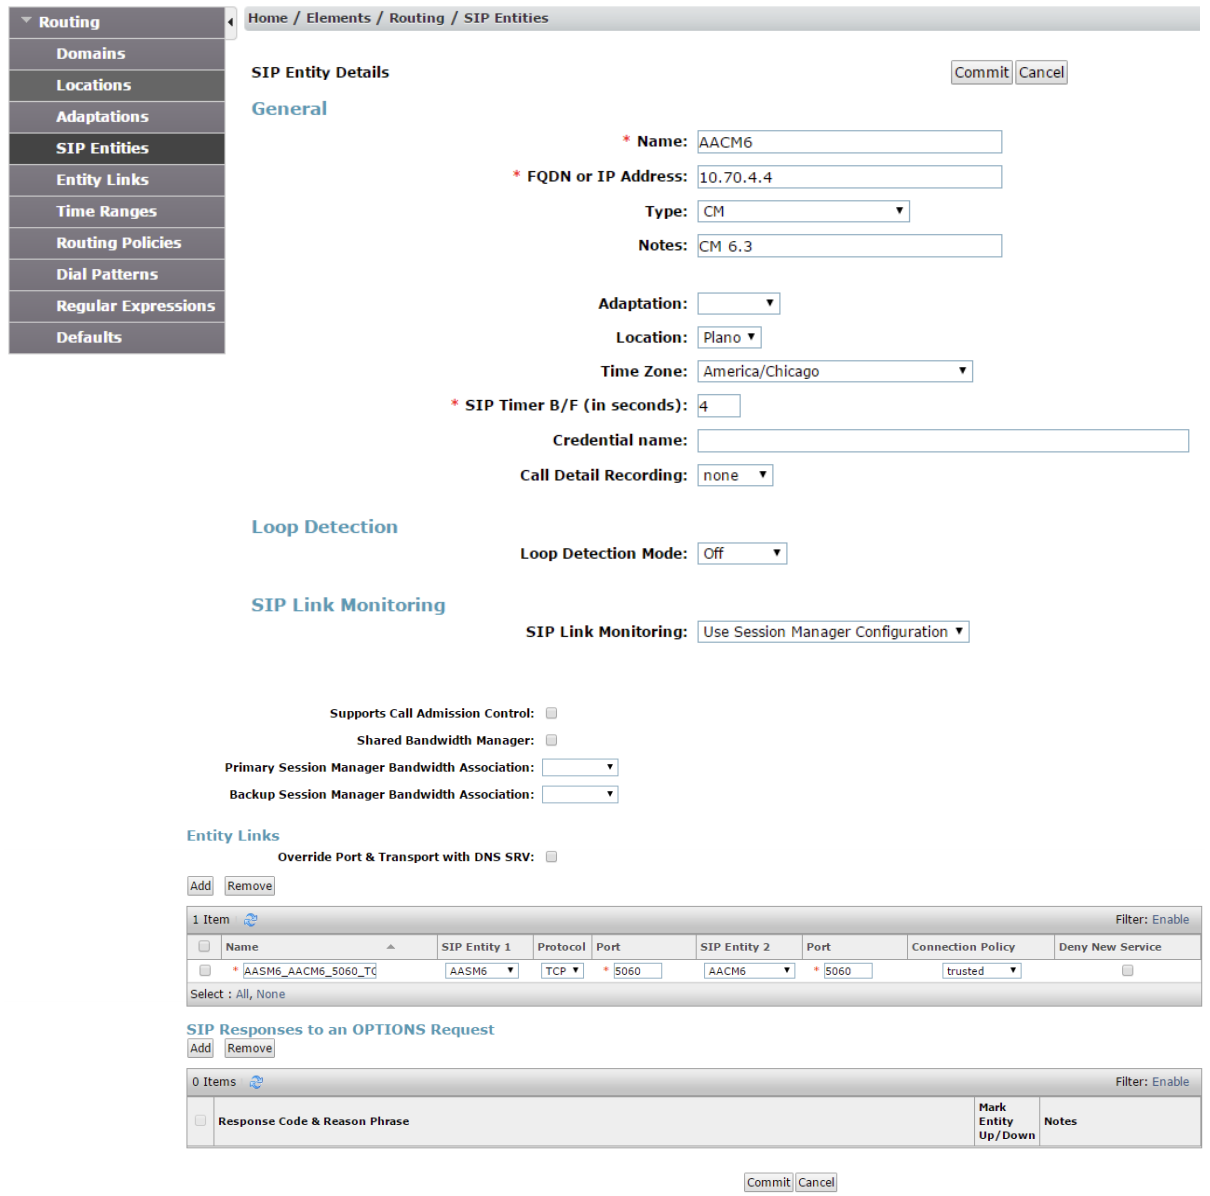 Routing
Domains
Locations
Adaptations
SIP Entities
Entity Links
Time Ranges
Routing Policies
Dial Patterns
Regular Expressions
Defaults
Home / Elements / Routing / SIP Entities
SIP Entity Details
Commit Cancel
General
* Name: AACM6
* FQDN or IP Address: 10.70.4.4
Type: CM
Notes: CM 6.3
Adaptation:
Location: Plano
Time Zone: America/Chicago
* SIP Timer B/F (in seconds): 4
Credential name:
Call Detail Recording: none
Loop Detection
Loop Detection Mode: Off
SIP Link Monitoring
SIP Link Monitoring: Use Session Manager Configuration
Supports Call Admission Control:
Shared Bandwidth Manager:
Primary Session Manager Bandwidth Association:
Backup Session Manager Bandwidth Association:
Entity Links
Override Port & Transport with DNS SRV:
Add Remove
1 Item Filter: Enable
Name SIP Entity 1 Protocol Port SIP Entity 2 Port Connection Policy Deny New Service
* AASM6_AACM6_5060_TC AASM6 TCP * 5060 AACM6 * 5060 trusted
Select : All, None
SIP Responses to an OPTIONS Request
Add Remove
0 Items Filter: Enable
Response Code & Reason Phrase Mark Entity Up/Down Notes
Commit Cancel